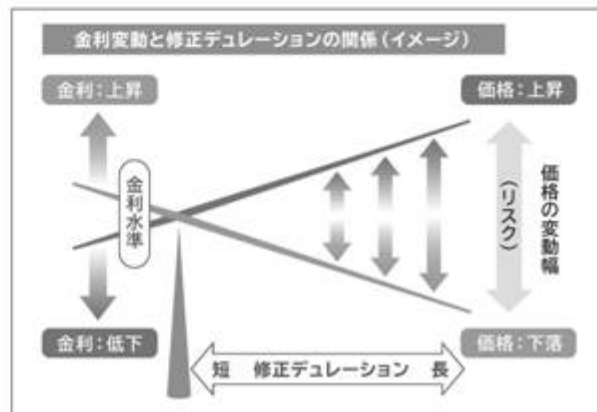 金利変動と修正デュレーションの関係(イメージ)
金利:上昇
価格:上昇
金利水準
価格の変動幅
(リスク)
金利:低下
短 修正デュレーション 長
価格:下落